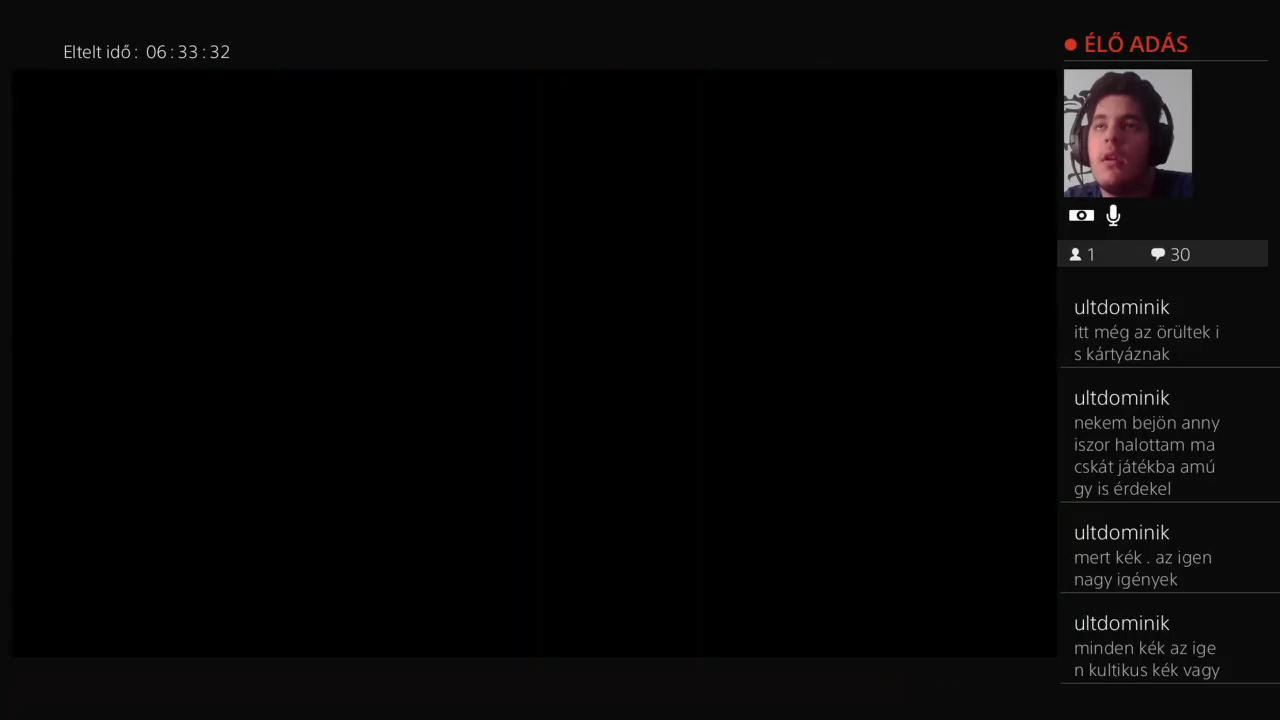 Eltelt idő : 06 : 33 : 32
ÉLŐ ADÁS
1 30
ultdominik
itt még az örültek i
s kártyáznak
ultdominik
nekem bejön anny
iszor halottam ma
cskát játékba amú
gy is érdekel
ultdominik
mert kék . az igen
nagy igények
ultdominik
minden kék az ige
n kultikus kék vagy